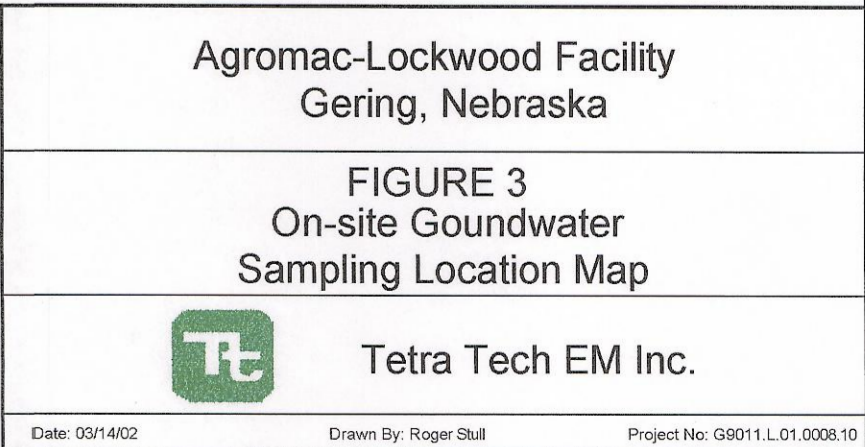 Agromac-Lockwood Facility
Gering, Nebraska
FIGURE 3
On-site Goundwater
Sampling Location Map
Tt Tetra Tech EM Inc.
Date: 03/14/02 Drawn By: Roger Stull Project No: G9011.L.01.0008.10